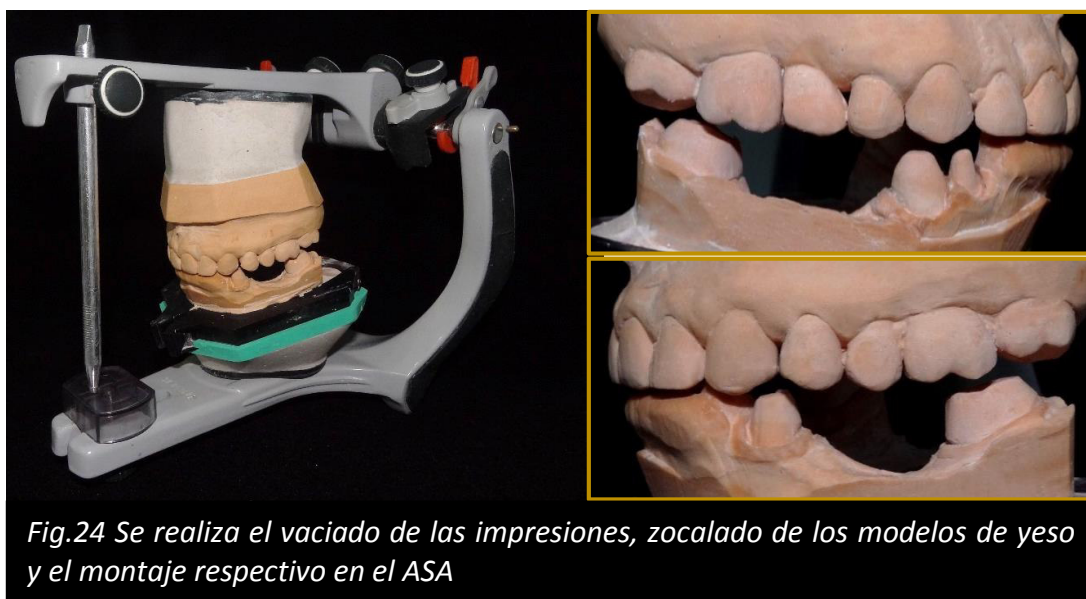 Fig.24 Se realiza el vaciado de las impresiones, zocalado de los modelos de yeso
y el montaje respectivo en el ASA